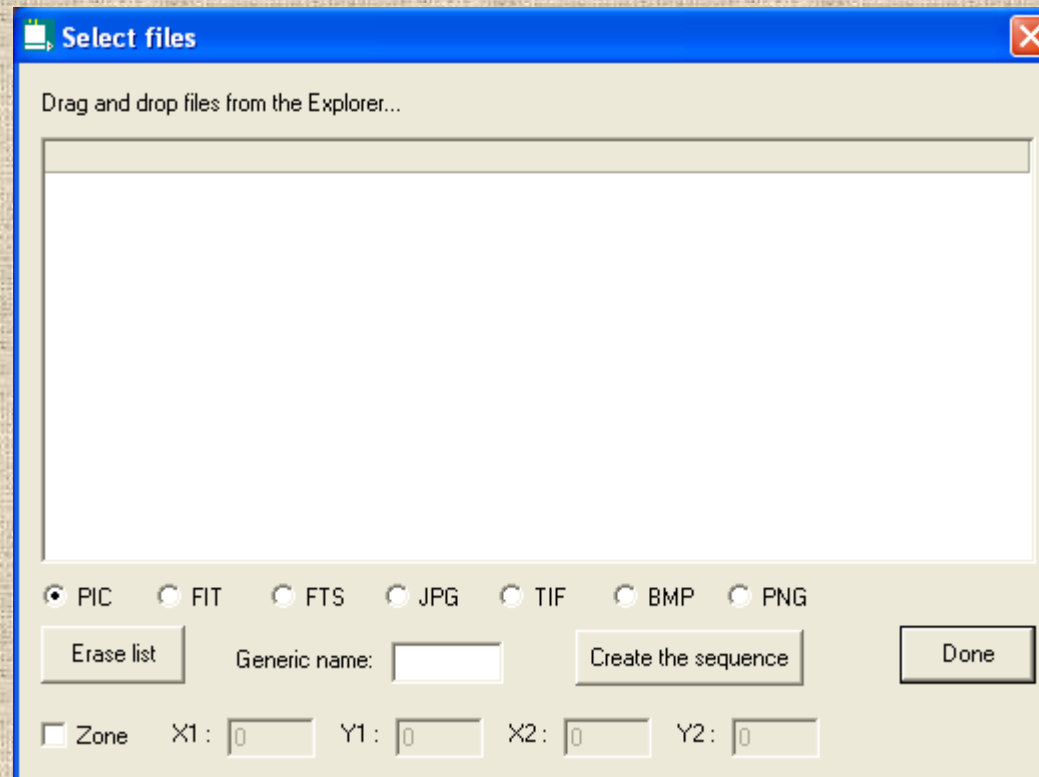 Select files
Drag and drop files from the Explorer...
PIC FIT FTS JPG TIF BMP PNG
Erase list Generic name: Create the sequence Done
Zone X1 : 0 Y1 : 0 X2 : 0 Y2 : 0